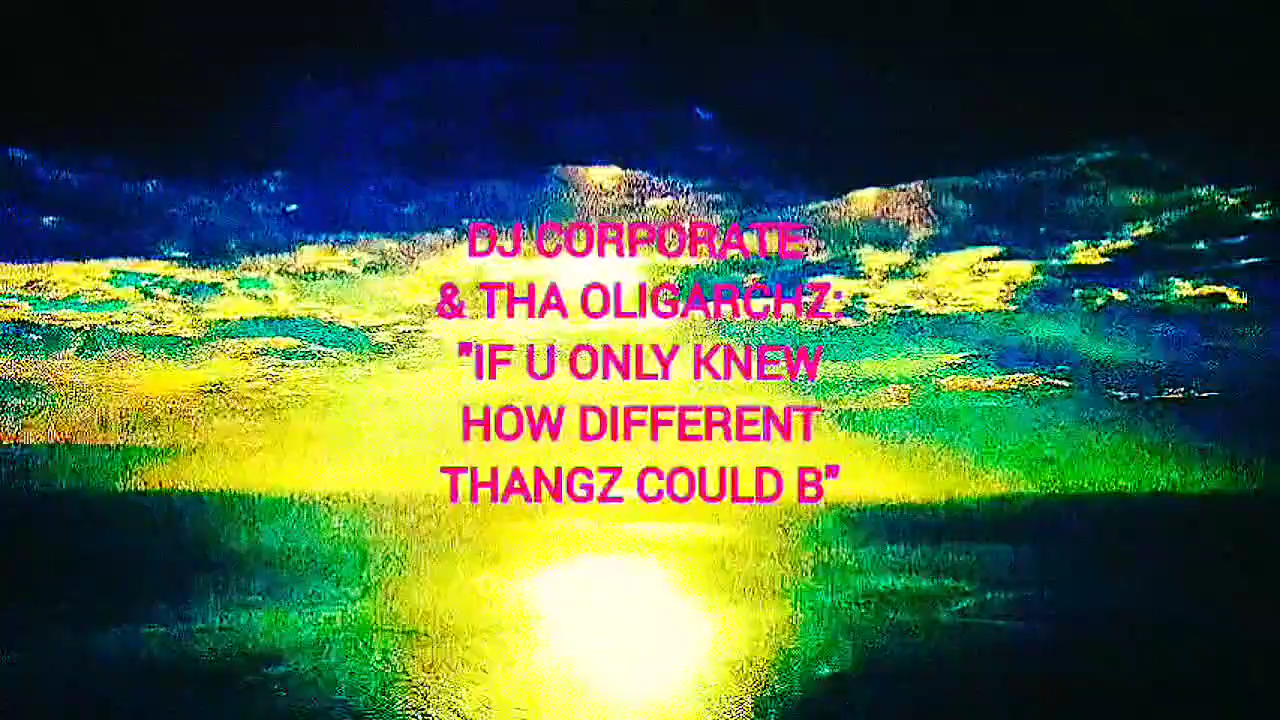 DJ CORPORATE
& THA OLIGARCHZ:
"IF U ONLY KNEW
HOW DIFFERENT
THANGZ COULD B"